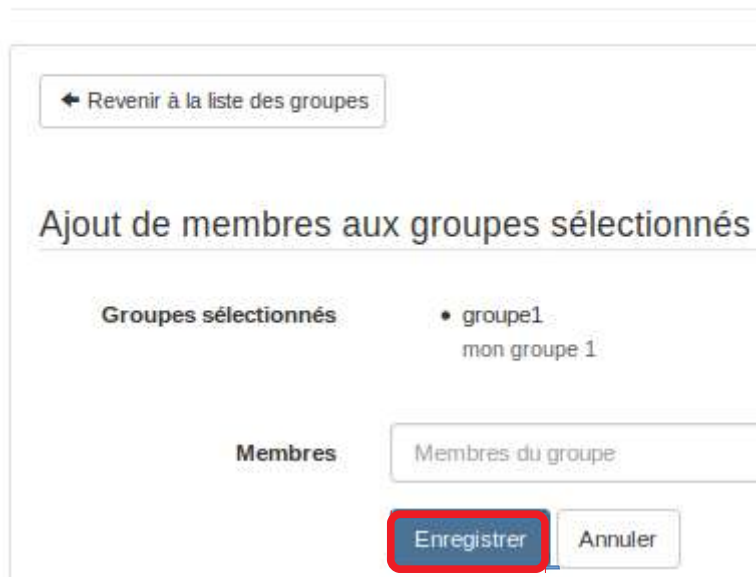 Revenir à la liste des groupes
Ajout de membres aux groupes sélectionnés
Groupes sélectionnés
groupe1
mon groupe 1
Membres
Membres du groupe
Enregistrer
Annuler